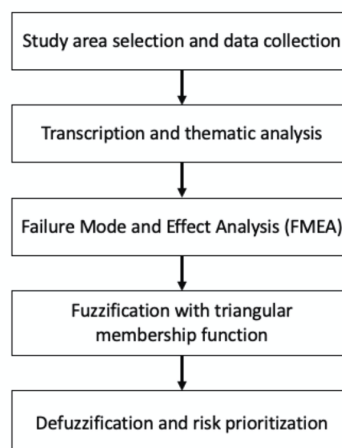 Study area selection and data collection
Transcription and thematic analysis
Failure Mode and Effect Analysis (FMEA)
Fuzzification with triangular
membership function
Defuzzification and risk prioritization